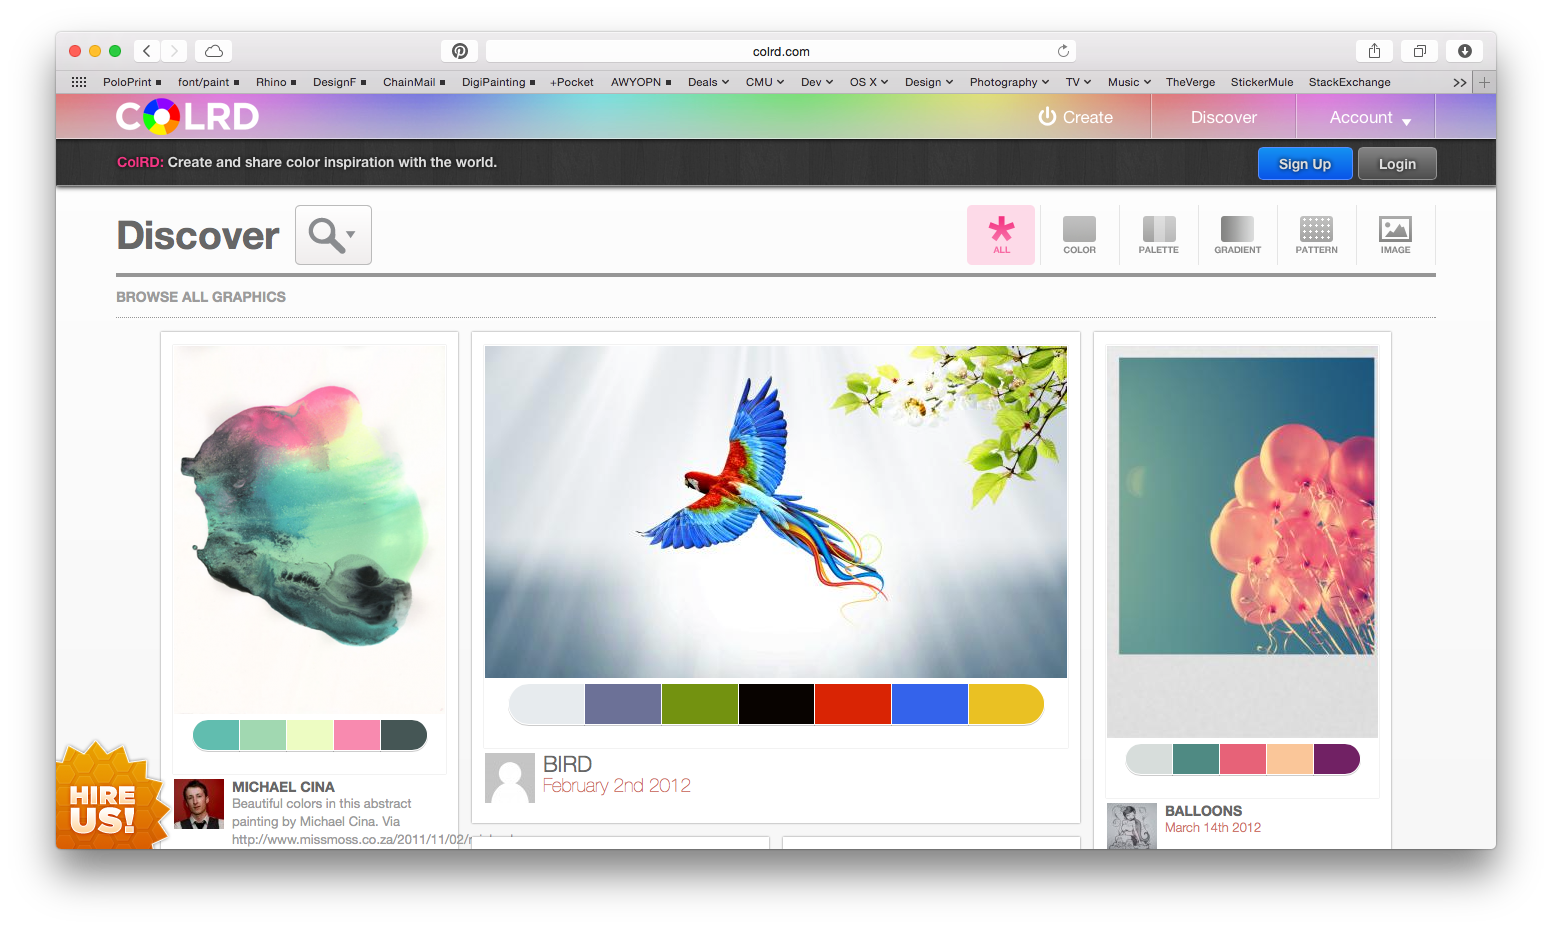 colrd.com
PoloPrint font/paint Rhino DesignF ChainMail DigiPainting +Pocket AWYOPN Deals CMU Dev OS X Design Photography TV Music TheVerge StickerMule StackExchange >> +
COLRD Create Discover Account
ColRD: Create and share color inspiration with the world. Sign Up Login
Discover
ALL COLOR PALETTE GRADIENT PATTERN IMAGE
BROWSE ALL GRAPHICS
MICHAEL CINA
Beautiful colors in this abstract
painting by Michael Cina. Via
http://www.missmoss.co.za/2011/11/02/
BIRD
February 2nd 2012
BALLOONS
March 14th 2012
HIRE
US!